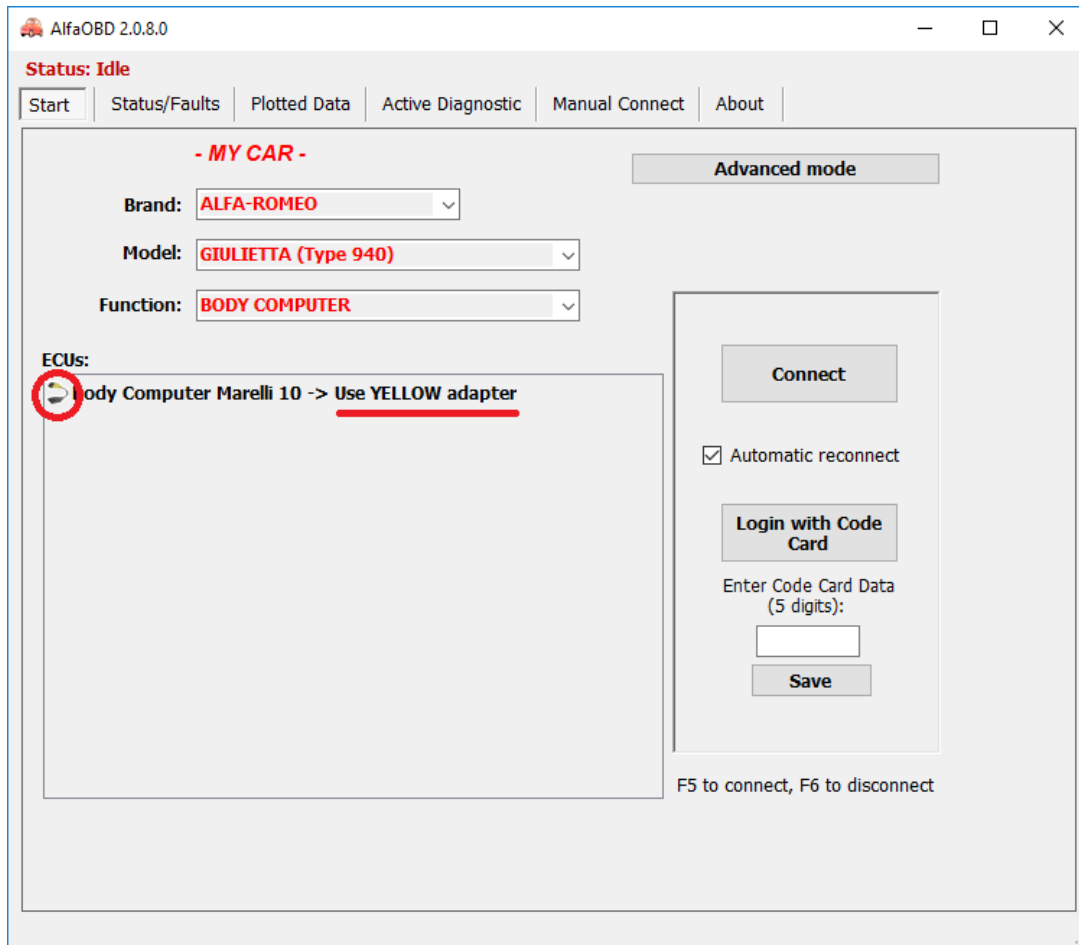 AlfaOBD 2.0.8.0
Status: Idle
Start Status/Faults Plotted Data Active Diagnostic Manual Connect About
- MY CAR -
Advanced mode
Brand: ALFA-ROMEO
Model: GIULIETTA (Type 940)
Function: BODY COMPUTER
ECUs:
ody Computer Marelli 10 -> Use YELLOW adapter
Connect
Automatic reconnect
Login with Code
Card
Enter Code Card Data
(5 digits):
Save
F5 to connect, F6 to disconnect